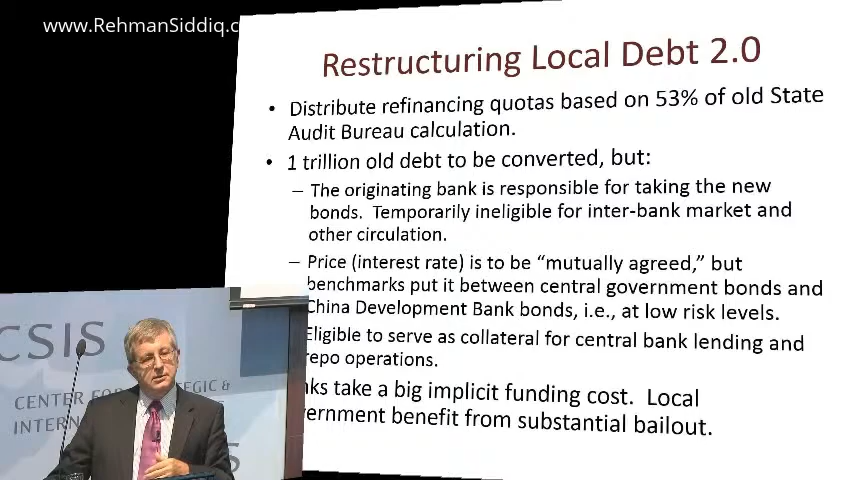 www.RehmanSiddiq.c
Restructuring Local Debt 2.0
• Distribute refinancing quotas based on 53% of old State
Audit Bureau calculation.
• 1 trillion old debt to be converted, but:
– The originating bank is responsible for taking the new
bonds. Temporarily ineligible for inter-bank market and
other circulation.
– Price (interest rate) is to be “mutually agreed,” but
benchmarks put it between central government bonds and
China Development Bank bonds, i.e., at low risk levels.
Eligible to serve as collateral for central bank lending and
repo operations.
nks take a big implicit funding cost. Local
vernment benefit from substantial bailout.
CSIS
CENTER FOR STRATEGIC &
INTERN